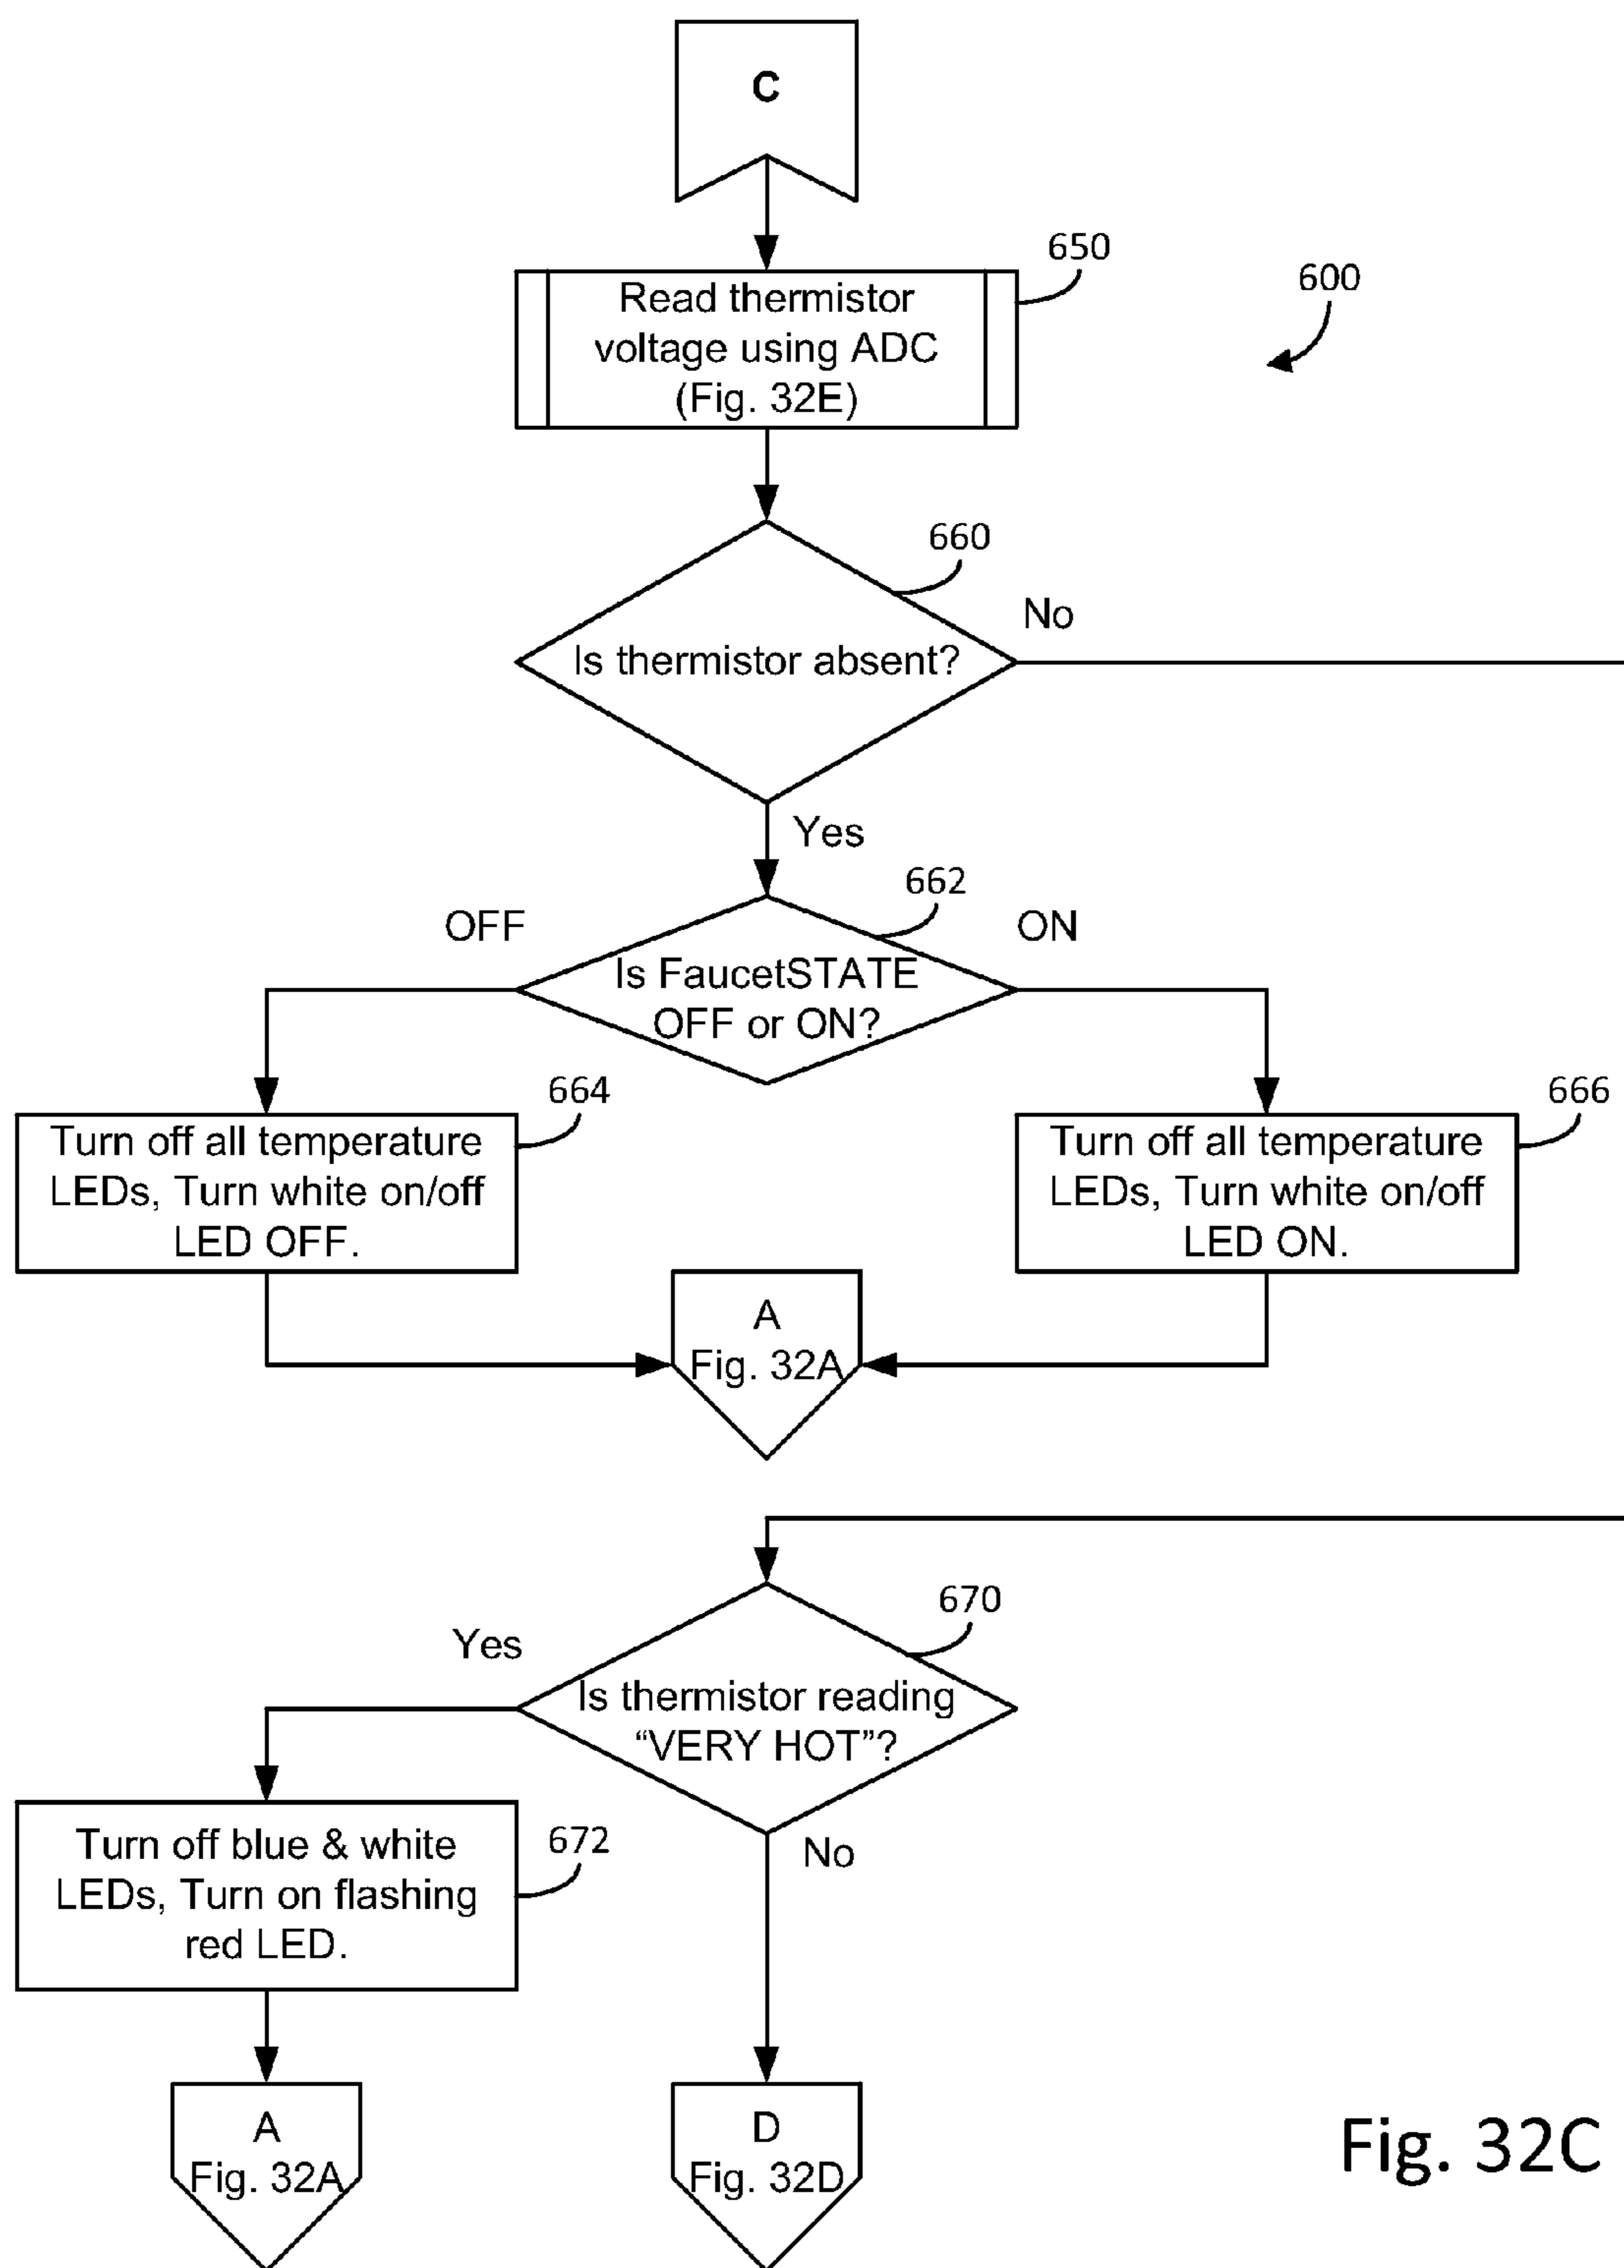 C
650
600
Read thermistor
voltage using ADC
(Fig. 32E)
660
No
Is thermistor absent?
Yes
662
OFF
ON
Is FaucetSTATE
OFF or ON?
664
666
Turn off all temperature
LEDs, Turn white on/off
LED OFF.
Turn off all temperature
LEDs, Turn white on/off
LED ON.
A
Fig. 32A
670
Yes
Is thermistor reading
“VERY HOT”?
672
No
Turn off blue & white
LEDs, Turn on flashing
red LED.
A
Fig. 32A
D
Fig. 32D
Fig. 32C